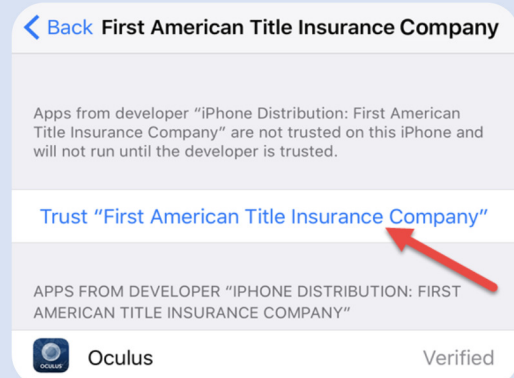 Back First American Title Insurance Company
Apps from developer “iPhone Distribution: First American
Title Insurance Company” are not trusted on this iPhone and
will not run until the developer is trusted.
Trust “First American Title Insurance Company”
APPS FROM DEVELOPER “IPHONE DISTRIBUTION: FIRST
AMERICAN TITLE INSURANCE COMPANY”
OCULUS Oculus Verified